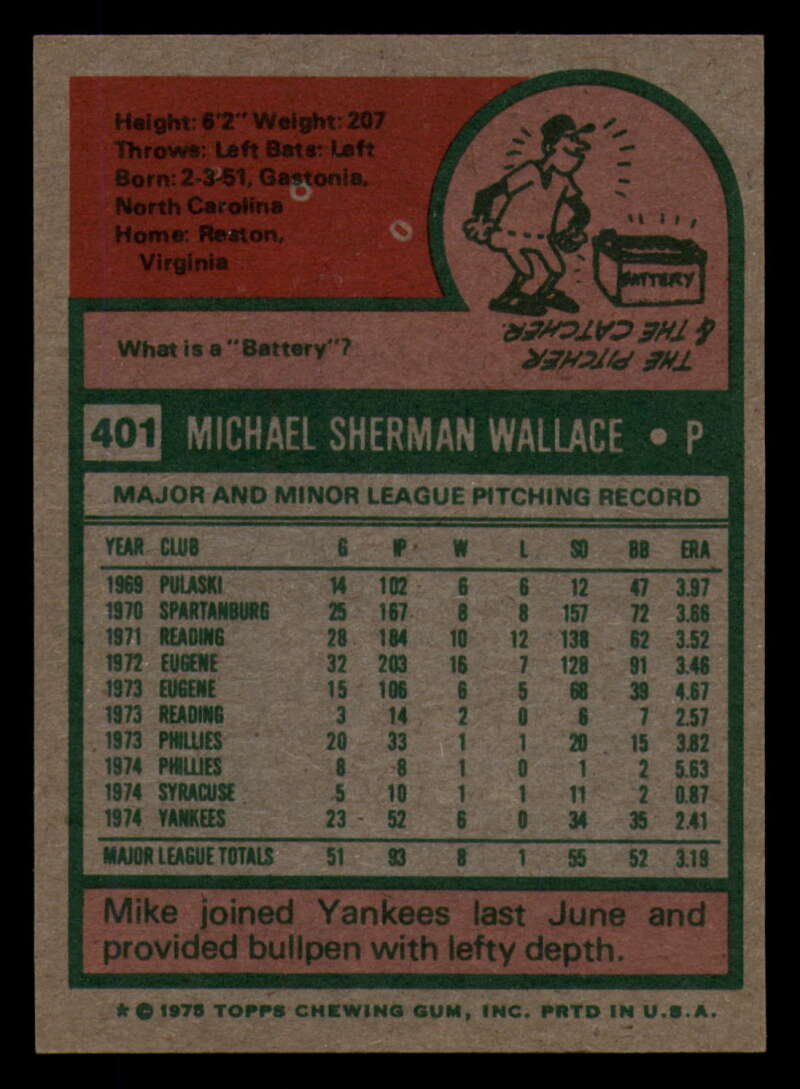 Height: 6'2" Weight: 207
Throws: Left Bats: Left
Born: 2-3-51, Gastonia,
North Carolina
Home: Reston,
Virginia
BATTERY
What is a "Battery"?
THE PITCHER
& THE CATCHER.
401 MICHAEL SHERMAN WALLACE • P
MAJOR AND MINOR LEAGUE PITCHING RECORD
YEAR CLUB G IP W L SO BB ERA
1969 PULASKI 14 102 6 6 12 47 3.97
1970 SPARTANBURG 25 167 8 8 157 72 3.66
1971 READING 28 184 10 12 138 62 3.52
1972 EUGENE 32 203 16 7 128 91 3.46
1973 EUGENE 15 106 6 5 68 39 4.67
1973 READING 3 14 2 0 6 7 2.57
1973 PHILLIES 20 33 1 1 20 15 3.82
1974 PHILLIES 8 8 1 0 1 2 5.63
1974 SYRACUSE 5 10 1 1 11 2 0.87
1974 YANKEES 23 52 6 0 34 35 2.41
MAJOR LEAGUE TOTALS 51 93 8 1 55 52 3.19
Mike joined Yankees last June and
provided bullpen with lefty depth.
* © 1975 TOPPS CHEWING GUM, INC. PRTD IN U.S.A.